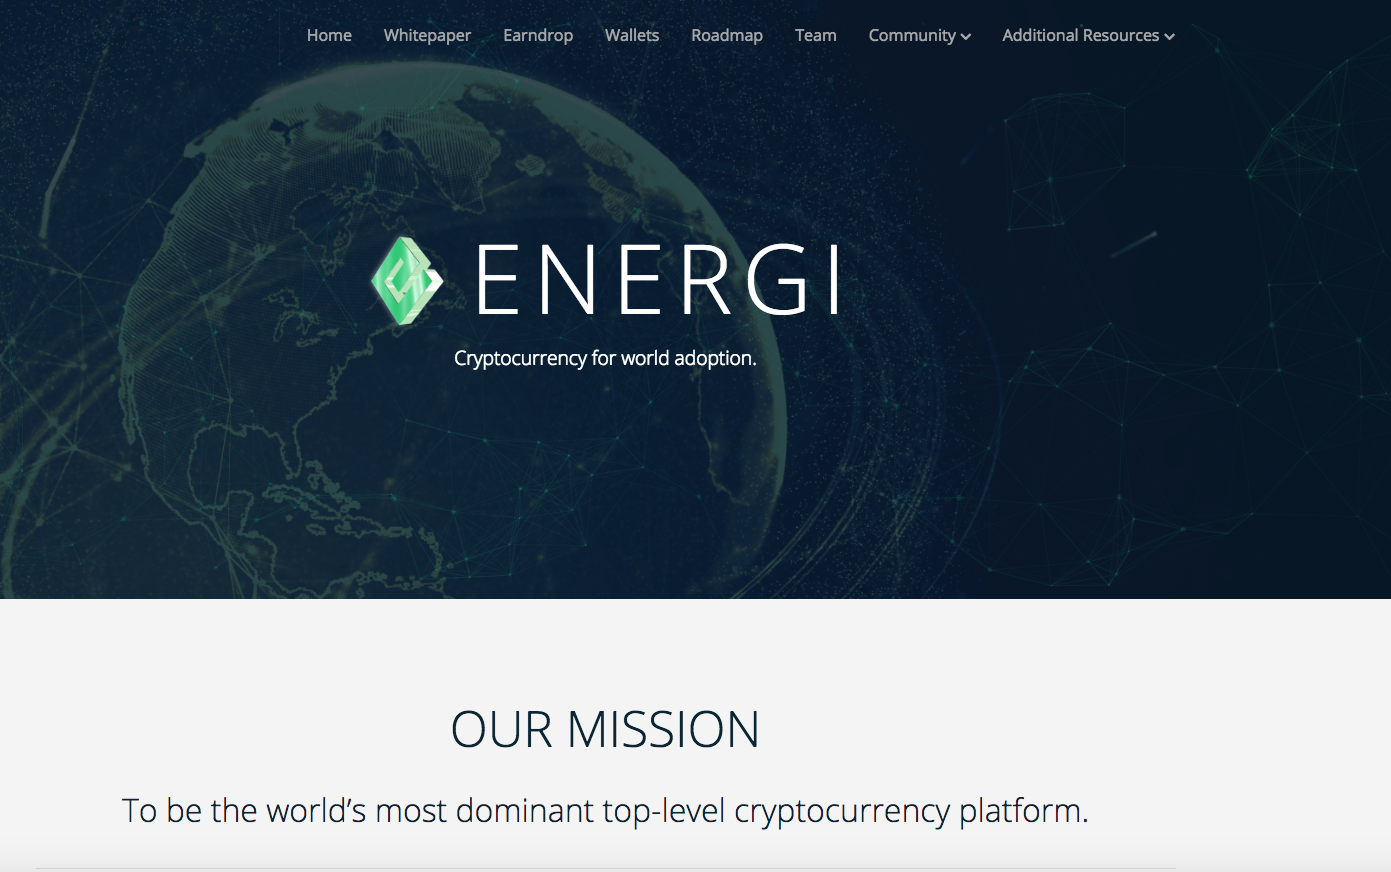 Home Whitepaper Earndrop Wallets Roadmap Team Community Additional Resources
ENERGI
Cryptocurrency for world adoption.
OUR MISSION
To be the world’s most dominant top-level cryptocurrency platform.